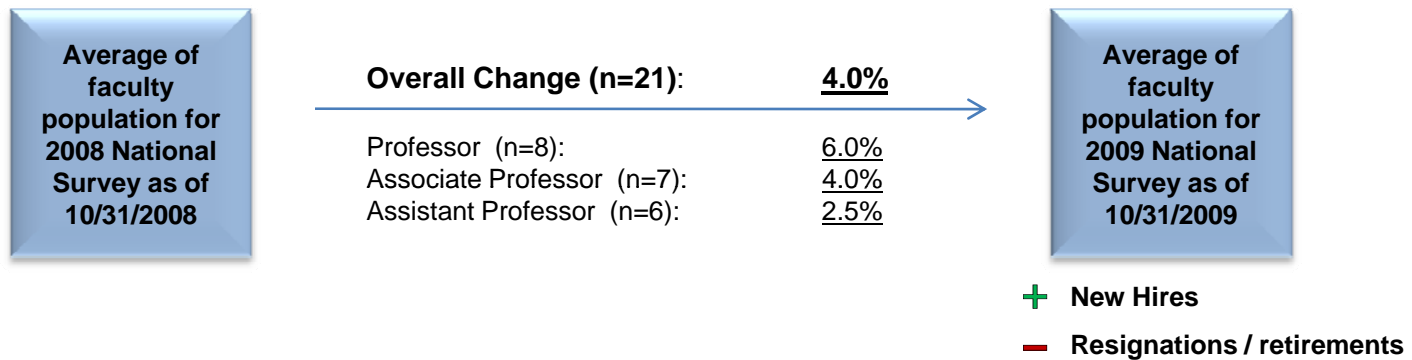 Average of
faculty
population for
2008 National
Survey as of
10/31/2008
Overall Change (n=21): 4.0%
Professor (n=8): 6.0%
Associate Professor (n=7): 4.0%
Assistant Professor (n=6): 2.5%
Average of
faculty
population for
2009 National
Survey as of
10/31/2009
New Hires
Resignations / retirements